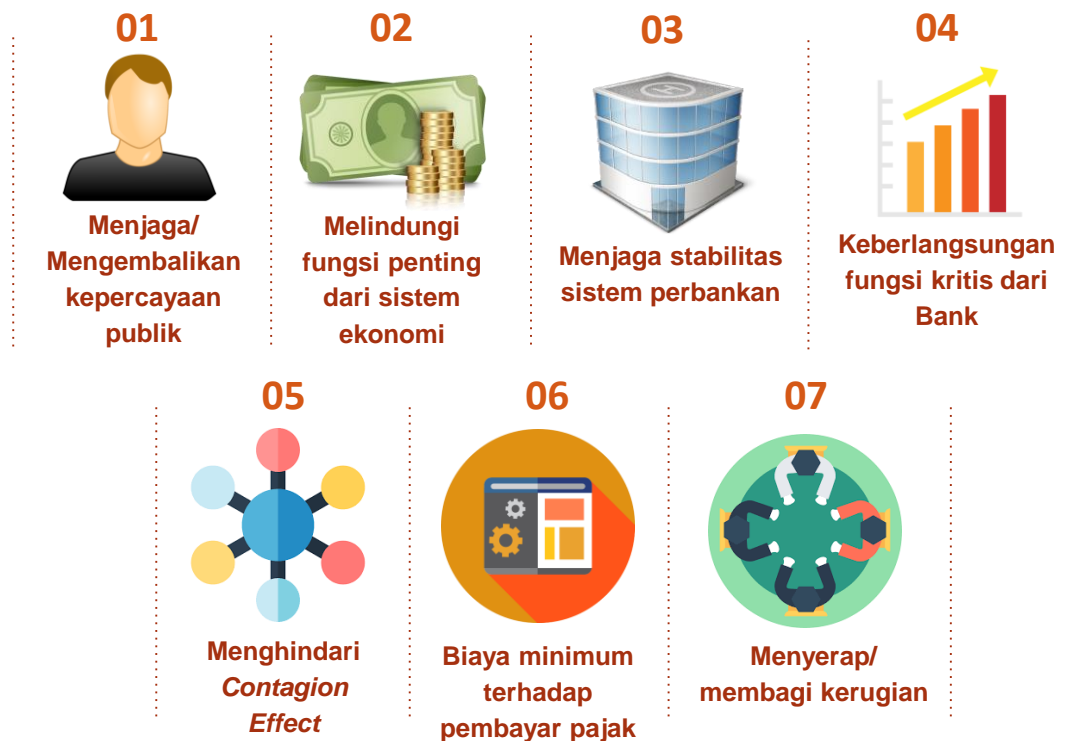 01
Menjaga/
Mengembalikan
kepercayaan
publik
02
Melindungi
fungsi penting
dari sistem
ekonomi
03
Menjaga stabilitas
sistem perbankan
04
Keberlangsungan
fungsi kritis dari
Bank
05
Menghindari
Contagion
Effect
06
Biaya minimum
terhadap
pembayar pajak
07
Menyerap/
membagi kerugian